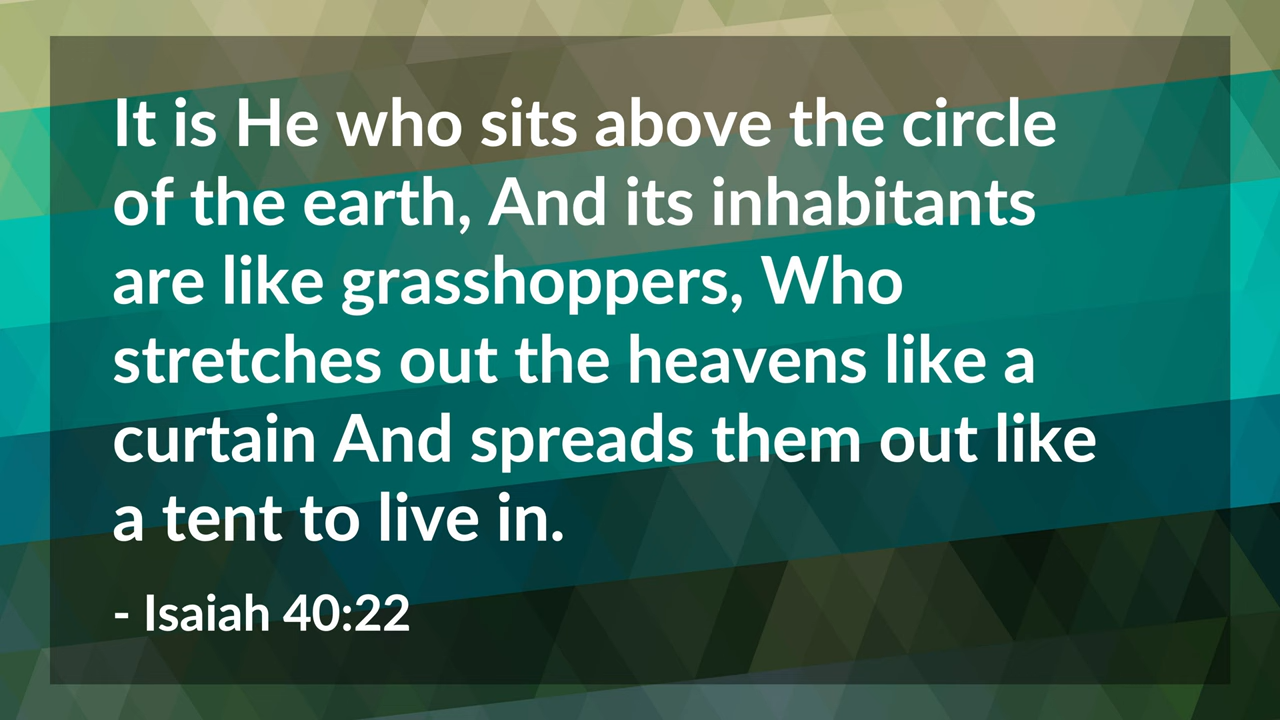 It is He who sits above the circle
of the earth, And its inhabitants
are like grasshoppers, Who
stretches out the heavens like a
curtain And spreads them out like
a tent to live in.
- Isaiah 40:22